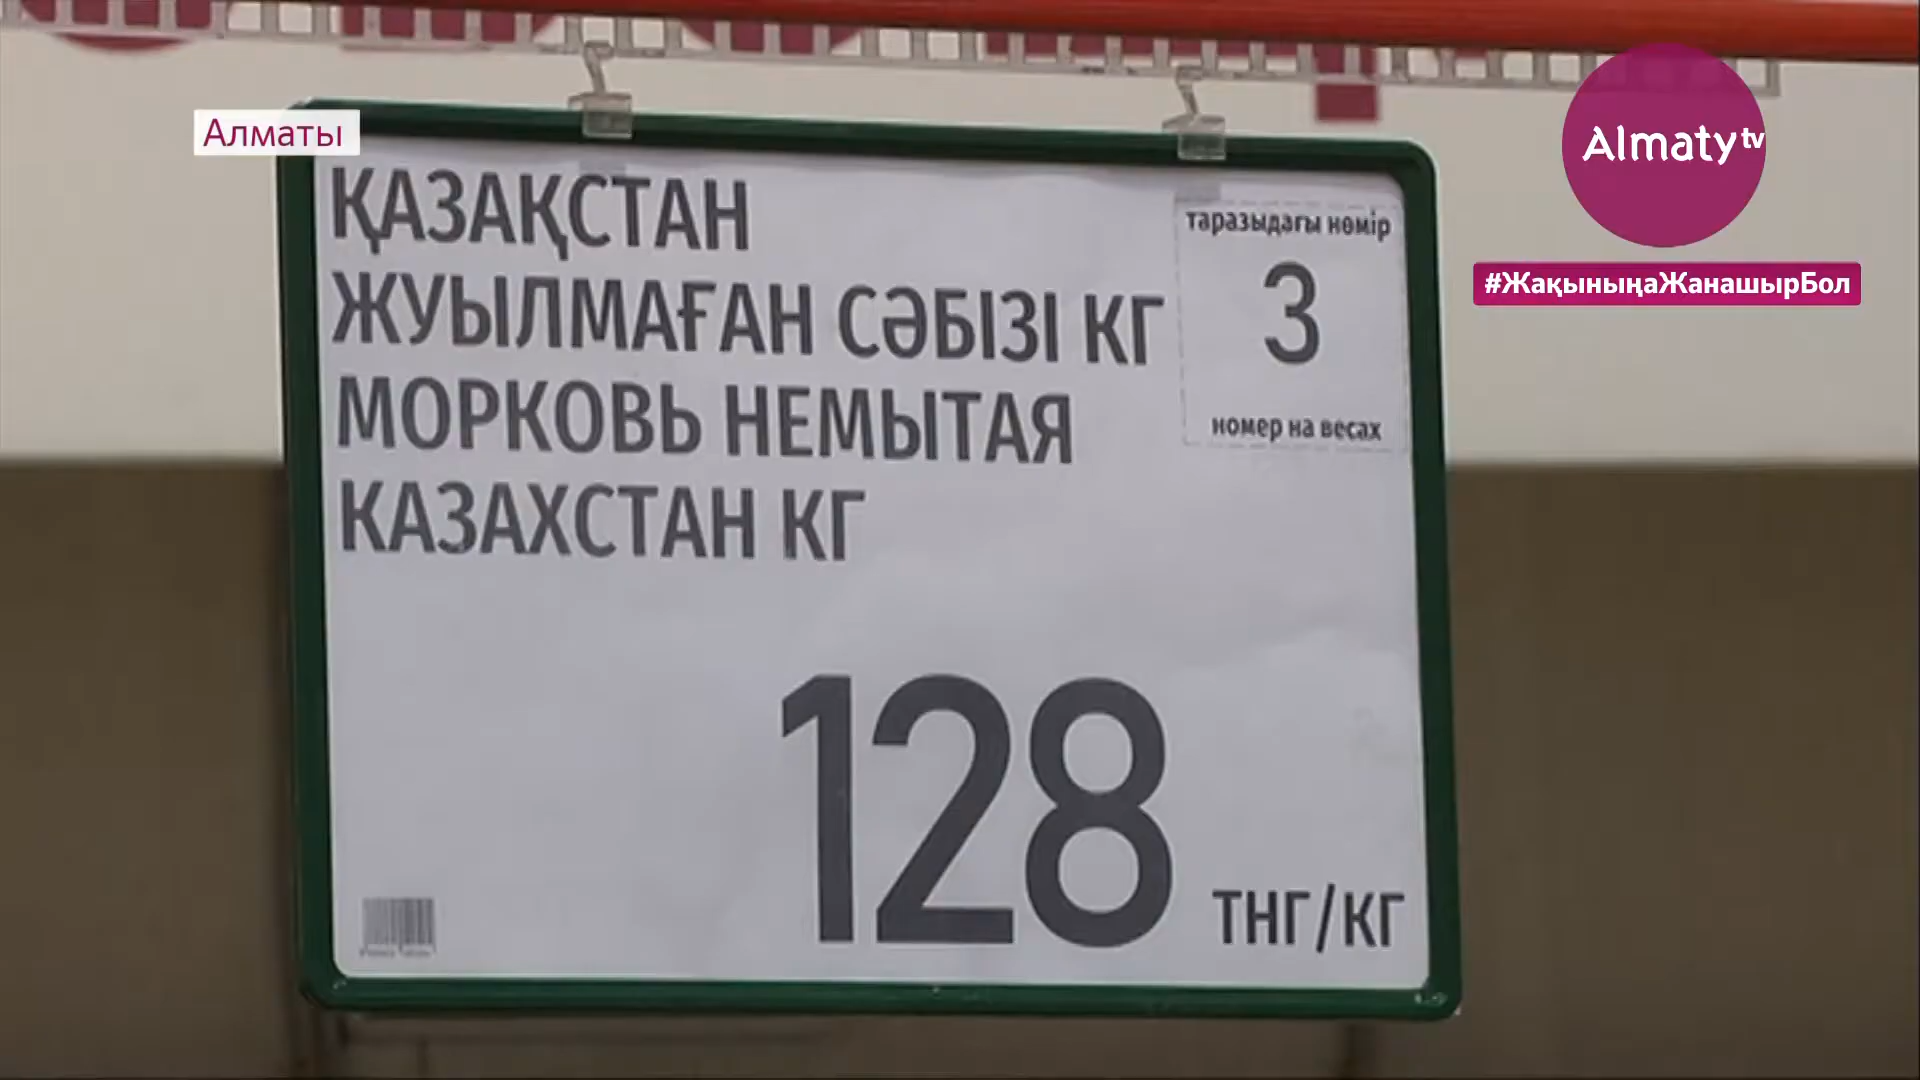 Алматы
Almaty tv
#ЖақыныңаЖанашырБол
ҚАЗАҚСТАН
ЖУЫЛМАҒАН СӘБІЗІ КГ
МОРКОВЬ НЕМЫТАЯ
КАЗАХСТАН КГ
таразыдағы нөмір
3
номер на весах
128
ТНГ/КГ